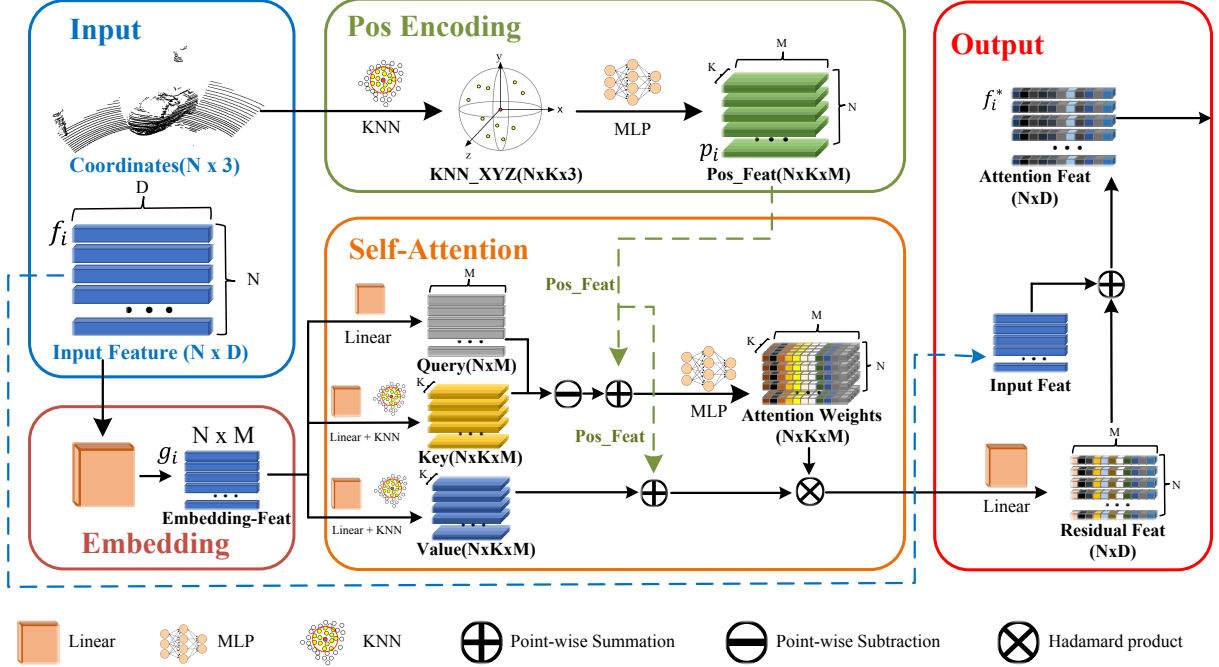 Input
Coordinates(N x 3)
D
f_i
N
Input Feature (N x D)
Pos Encoding
KNN
y
x
z
KNN_XYZ(NxKx3)
MLP
M
K
N
p_i
Pos_Feat(NxKxM)
Embedding
N x M
g_i
Embedding-Feat
Self-Attention
Linear
M
Query(NxM)
Linear + KNN
K
Key(NxKxM)
Linear + KNN
K
Value(NxKxM)
Pos_Feat
Pos_Feat
MLP
M
K
N
Attention Weights
(NxKxM)
Output
f_i^*
Attention Feat
(NxD)
Input Feat
Linear
M
N
Residual Feat
(NxD)
Linear
MLP
KNN
Point-wise Summation
Point-wise Subtraction
Hadamard product